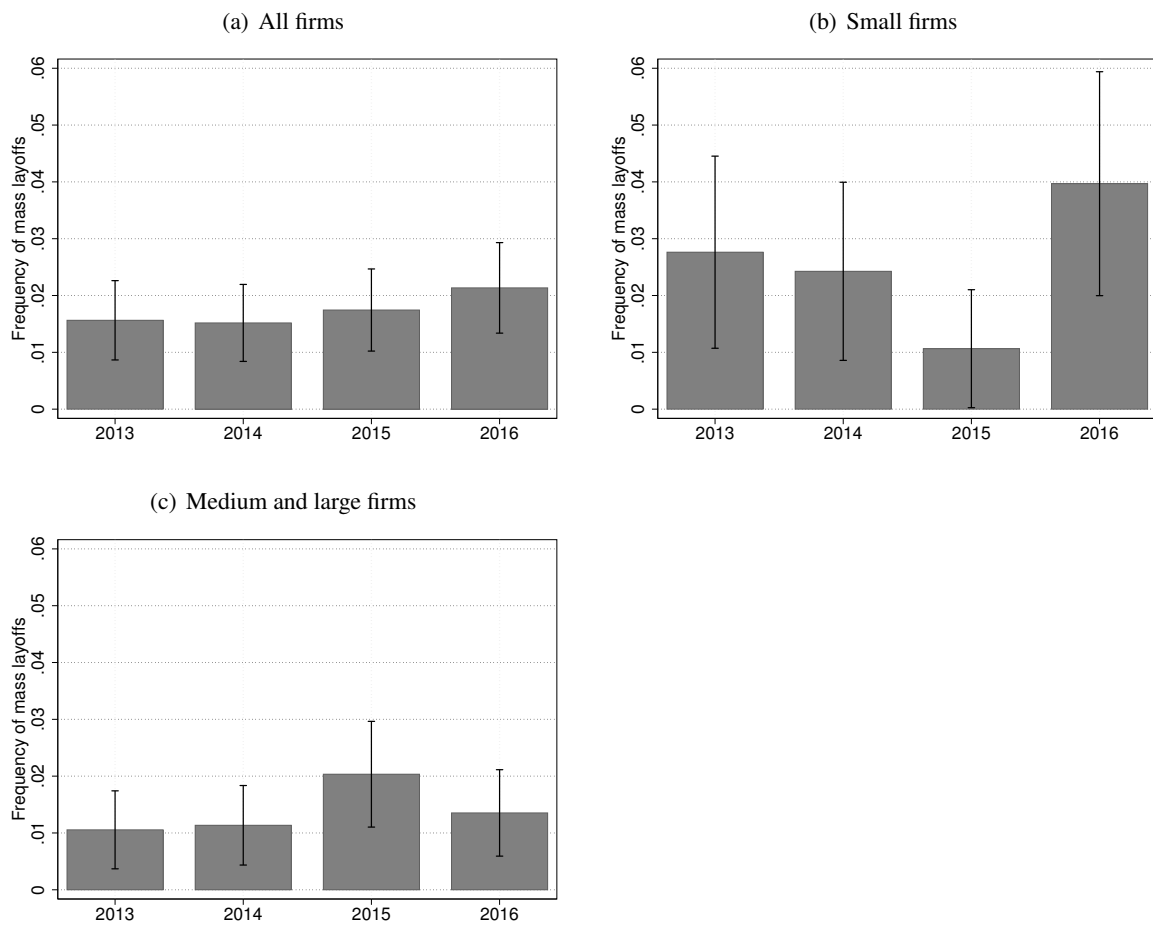 (a) All firms
Frequency of mass layoffs
.06
.05
.04
.03
.02
.01
0
2013 2014 2015 2016
(b) Small firms
Frequency of mass layoffs
.06
.05
.04
.03
.02
.01
0
2013 2014 2015 2016
(c) Medium and large firms
Frequency of mass layoffs
.06
.05
.04
.03
.02
.01
0
2013 2014 2015 2016